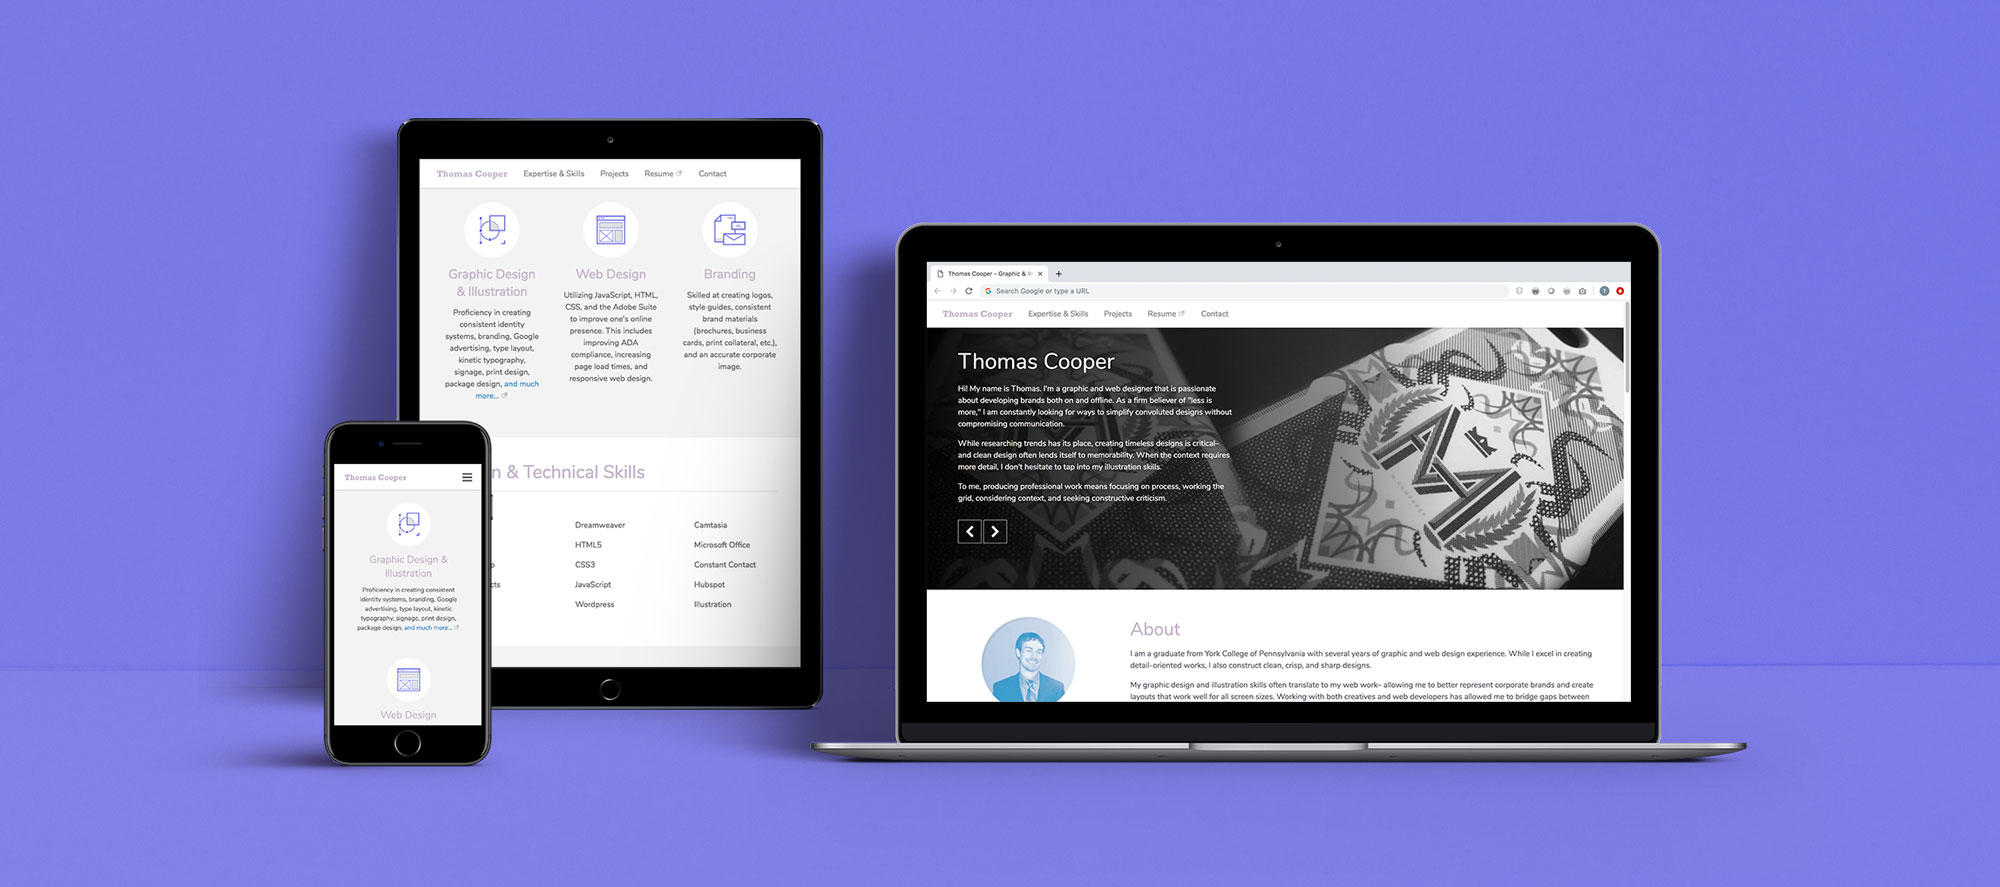 Thomas Cooper Expertise & Skills Projects Resume Contact
Graphic Design
& Illustration
Proficiency in creating
consistent identity
systems, branding, Google
advertising, type layout,
kinetic typography,
signage, print design,
package design, and much
more...
Web Design
Utilizing JavaScript, HTML,
CSS, and the Adobe Suite
to improve one's online
presence. This includes
improving ADA
compliance, increasing
page load times, and
responsive web design.
Branding
Skilled at creating logos,
style guides, consistent
brand materials
(brochures, business
cards, print collateral, etc.),
and an accurate corporate
image.
& Technical Skills
Dreamweaver
HTML5
CSS3
JavaScript
Wordpress
Camtasia
Microsoft Office
Constant Contact
Hubspot
Illustration
Thomas Cooper
Graphic Design &
Illustration
Proficiency in creating consistent
identity systems, branding, Google
advertising, type layout, kinetic
typography, signage, print design,
package design, and much more...
Web Design
Thomas Cooper - Graphic & W
Search Google or type a URL
T
Thomas Cooper Expertise & Skills Projects Resume Contact
Thomas Cooper
Hi! My name is Thomas. I'm a graphic and web designer that is passionate
about developing brands both on and offline. As a firm believer of "less is
more," I am constantly looking for ways to simplify convoluted designs without
compromising communication.
While researching trends has its place, creating timeless designs is critical–
and clean design often lends itself to memorability. When the context requires
more detail, I don't hesitate to tap into my illustration skills.
To me, producing professional work means focusing on process, working the
grid, considering context, and seeking constructive criticism.
K
About
I am a graduate from York College of Pennsylvania with several years of graphic and web design experience. While I excel in creating
detail-oriented works, I also construct clean, crisp, and sharp designs.
My graphic design and illustration skills often translate to my web work– allowing me to better represent corporate brands and create
layouts that work well for all screen sizes. Working with both creatives and web developers has allowed me to bridge gaps between